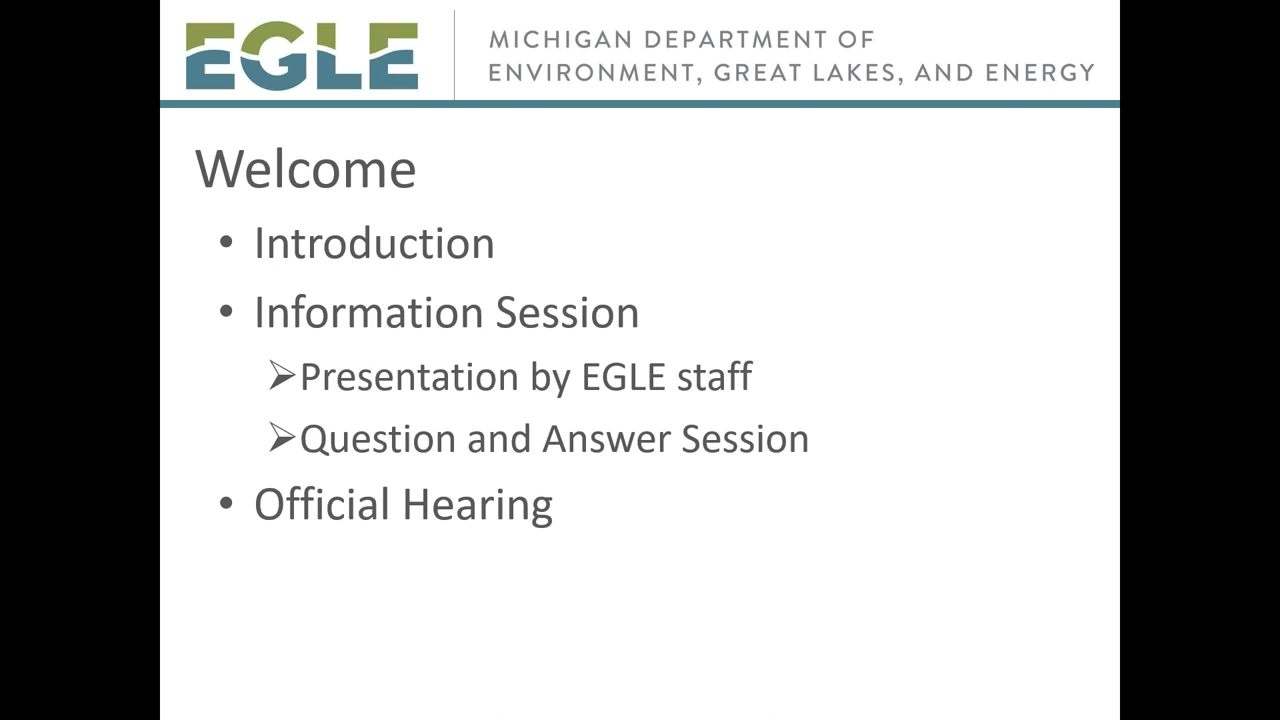 EGLE
MICHIGAN DEPARTMENT OF
ENVIRONMENT, GREAT LAKES, AND ENERGY
Welcome
• Introduction
• Information Session
➢Presentation by EGLE staff
➢Question and Answer Session
• Official Hearing